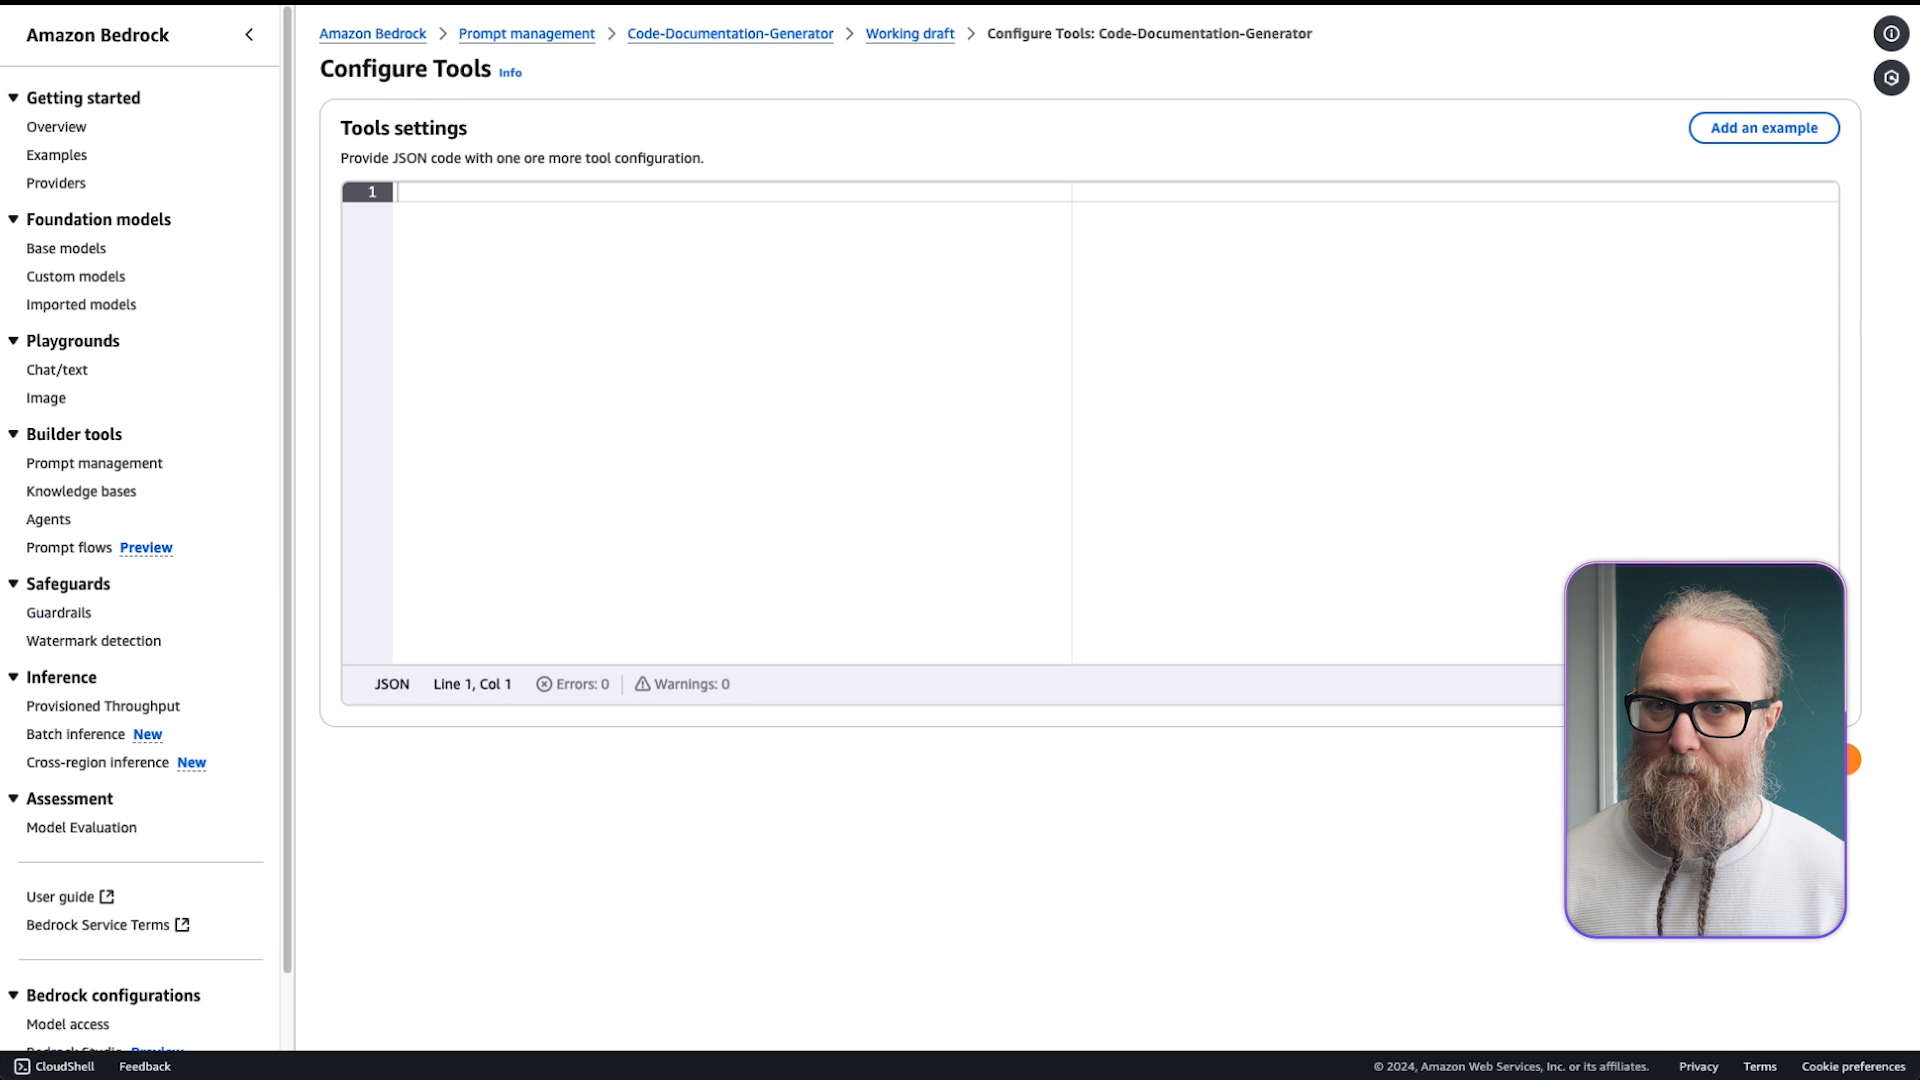 Amazon Bedrock
Getting started
Overview
Examples
Providers
Foundation models
Base models
Custom models
Imported models
Playgrounds
Chat/text
Image
Builder tools
Prompt management
Knowledge bases
Agents
Prompt flows Preview
Safeguards
Guardrails
Watermark detection
Inference
Provisioned Throughput
Batch inference New
Cross-region inference New
Assessment
Model Evaluation
User guide
Bedrock Service Terms
Bedrock configurations
Model access
Bedrock Studio Preview
Amazon Bedrock > Prompt management > Code-Documentation-Generator > Working draft > Configure Tools: Code-Documentation-Generator
Configure Tools Info
Tools settings
Add an example
Provide JSON code with one ore more tool configuration.
1
JSON Line 1, Col 1 Errors: 0 Warnings: 0
CloudShell Feedback © 2024, Amazon Web Services, Inc. or its affiliates. Privacy Terms Cookie preferences